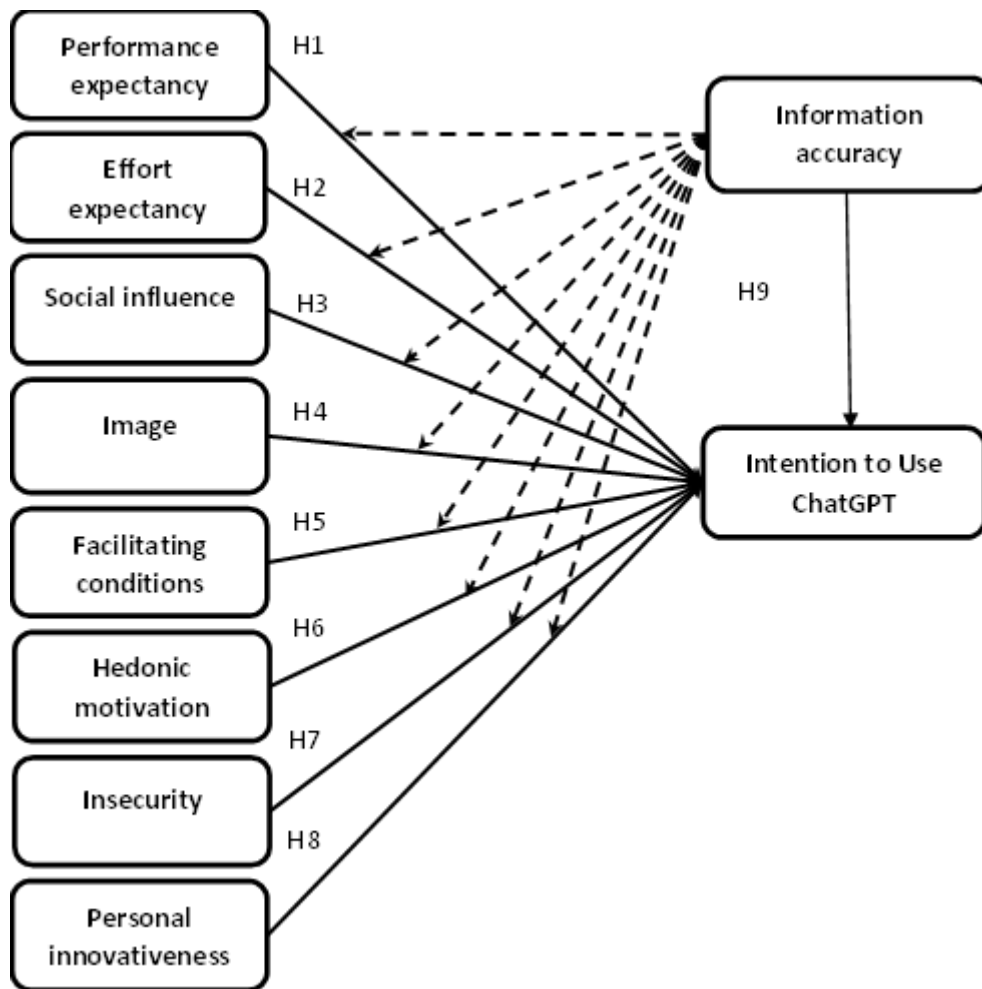 Performance
expectancy
H1
Information
accuracy
Effort
expectancy
H2
Social influence
H3
H9
Image
H4
Intention to Use
ChatGPT
Facilitating
conditions
H5
Hedonic
motivation
H6
Insecurity
H7
H8
Personal
innovativeness